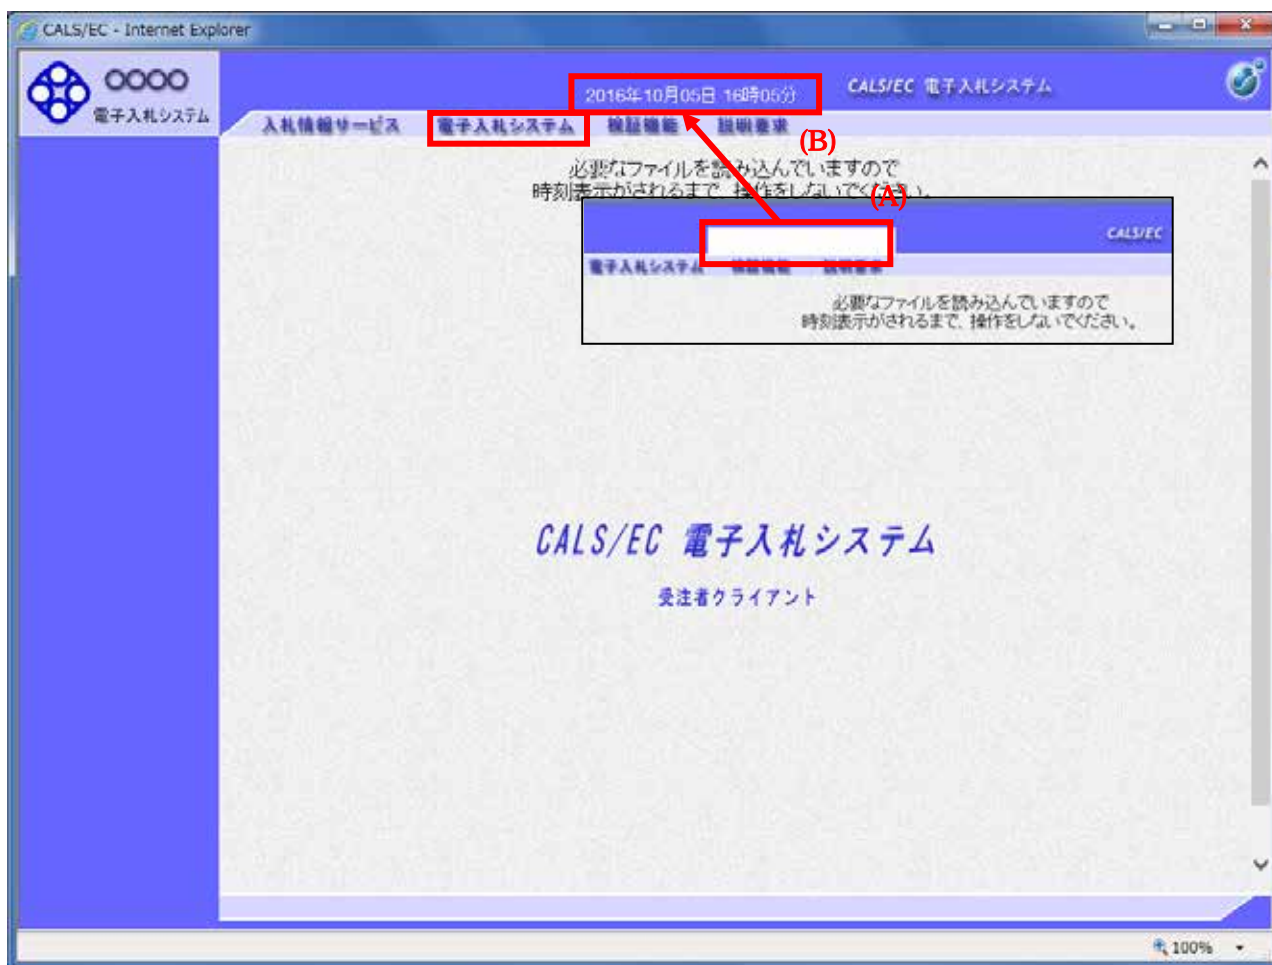 CALS/EC - Internet Explorer
〇〇〇〇
電子入札システム
2016年10月05日 16時05分
CALS/EC 電子入札システム
入札情報サービス 電子入札システム 検証機能 説明要求
(B)
必要なファイルを読み込んでいますので
時刻表示がされるまで、操作をしないでください。
(A)
CALS/EC
電子入札システム 検証機能 説明要求
必要なファイルを読み込んでいますので
時刻表示がされるまで、操作をしないでください。
CALS/EC 電子入札システム
受注者クライアント
100%